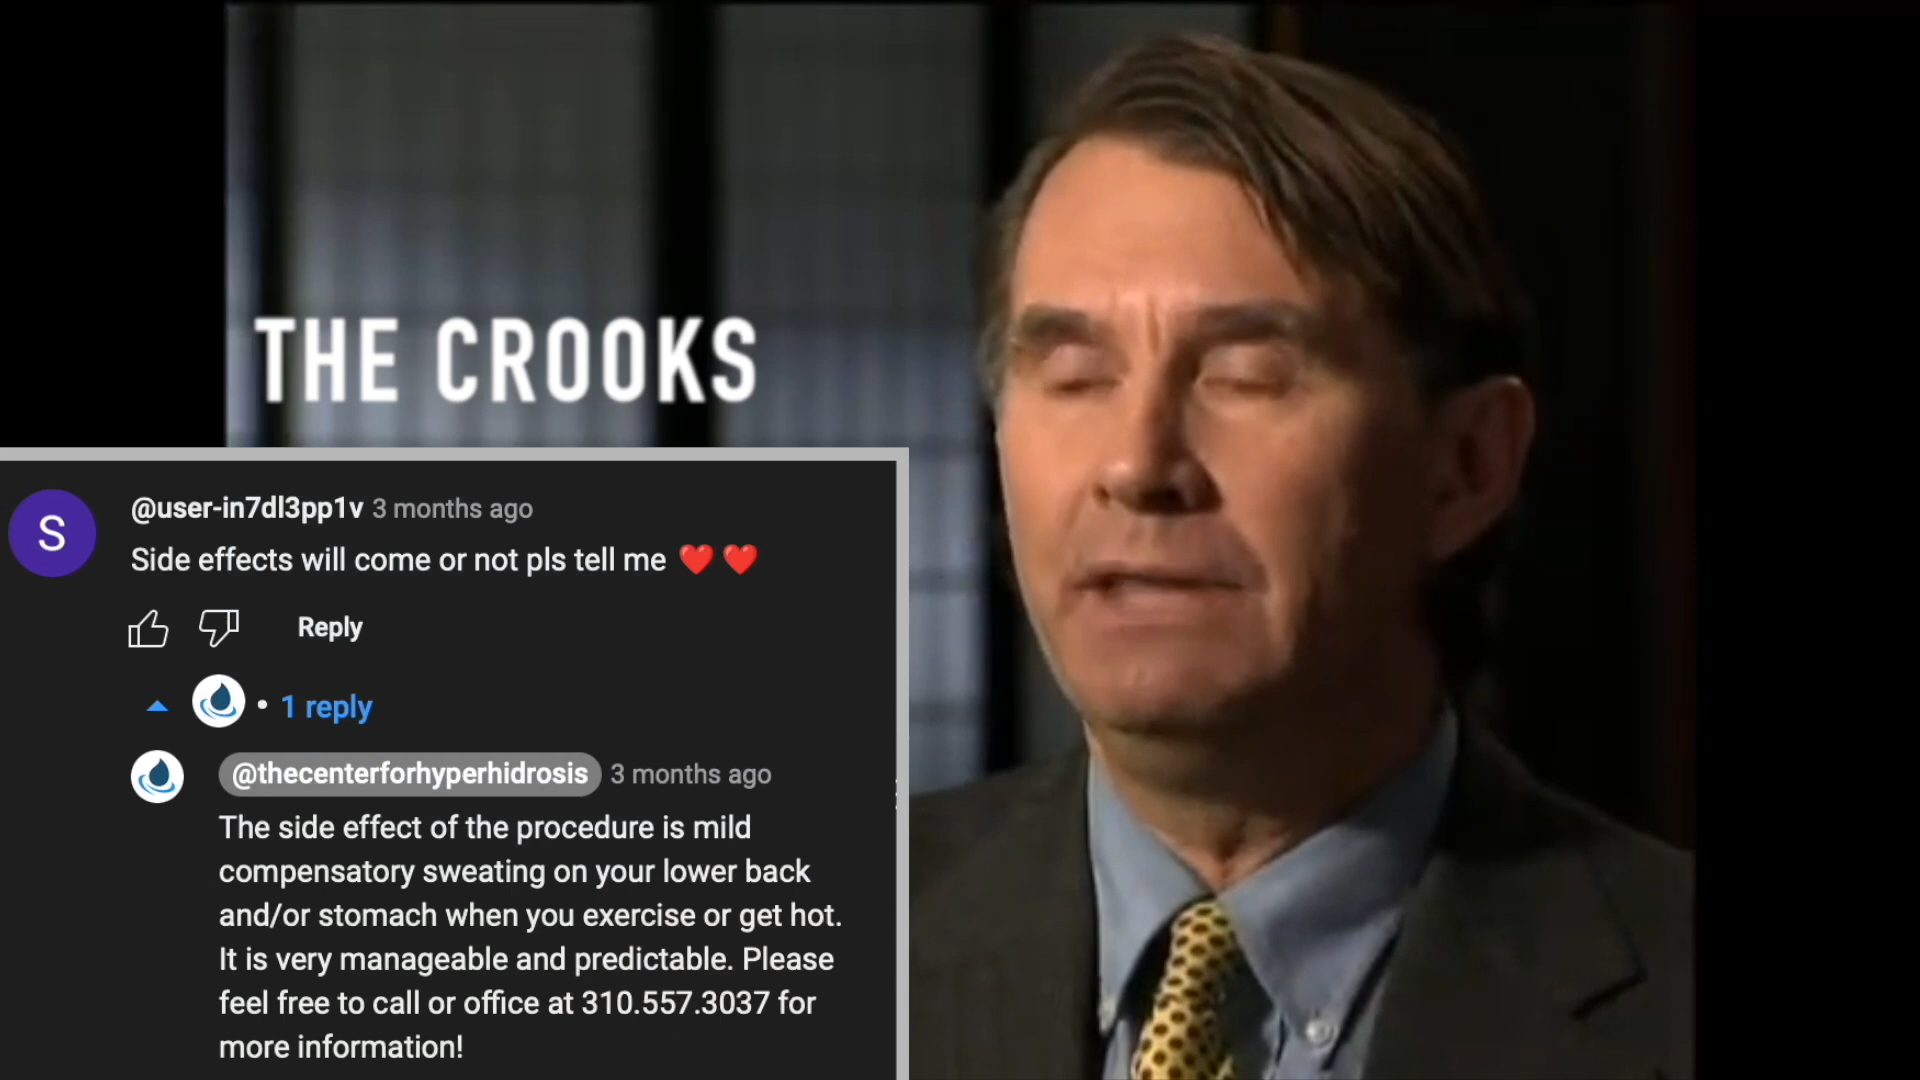 THE CROOKS
S
@user-in7dl3pp1v 3 months ago
Side effects will come or not pls tell me ❤️❤️
Reply
• 1 reply
@thecenterforhyperhidrosis 3 months ago
The side effect of the procedure is mild
compensatory sweating on your lower back
and/or stomach when you exercise or get hot.
It is very manageable and predictable. Please
feel free to call or office at 310.557.3037 for
more information!